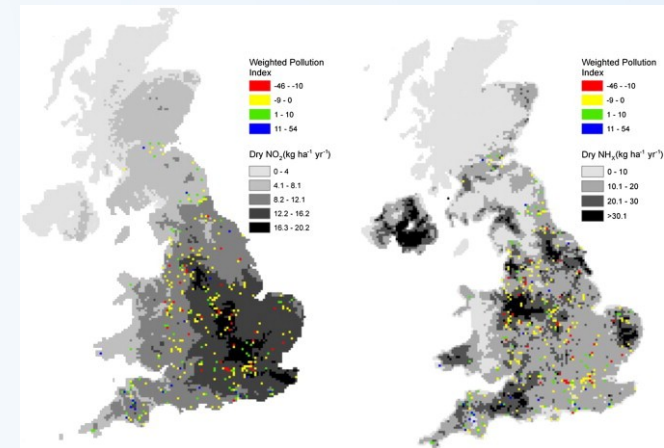 Weighted Pollution
Index
-46 - -10
-9 - 0
1 - 10
11 - 54
Dry NO₂(kg ha⁻¹ yr⁻¹)
0 - 4
4.1 - 8.1
8.2 - 12.1
12.2 - 16.2
16.3 - 20.2
Weighted Pollution
Index
-46 - -10
-9 - 0
1 - 10
11 - 54
Dry NHₓ(kg ha⁻¹ yr⁻¹)
0 - 10
10.1 - 20
20.1 - 30
>30.1